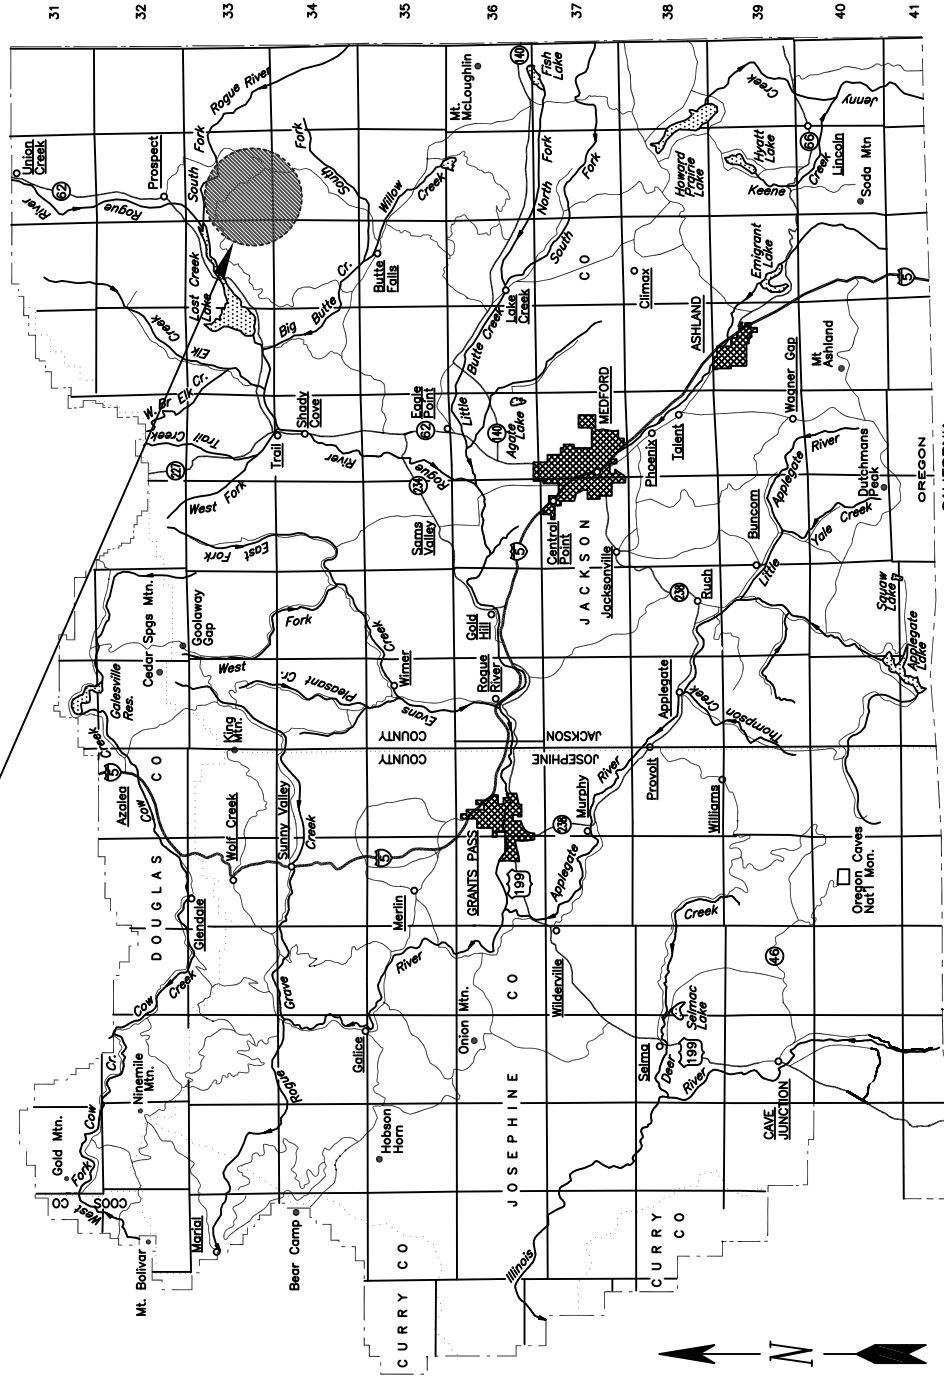 31
33
34
35
36
37
38
39
40
41
Union
Creek
62
River
Rogue
Prospect
South
Fork
Rogue River
South
Fork
Mt.
McLoughlin
140
Fish
Lake
North
Fork
South
Fork
Willow
Creek
Howard
Prairie
Lake
Hyatt
Lake
Creek
Jenny
Keene
Creek
66
Lincoln
Soda Mtn
Lost Creek
Lake
Butte
Falls
Big Butte Cr.
Lake
Creek
Little Butte Creek
C O
Climax
Emigrant
Lake
5
ASHLAND
Mt
Ashland
Wagner Gap
Elk
Creek
W. Br Elk Cr.
Trail Creek
227
Trail
Shady
Cove
Eagle
Point
62
140
Agate
Lake
MEDFORD
Phoenix
Talent
West Fork
River
Rogue
234
Sams
Valley
Central
Point
5
JACKSON
Jacksonville
Buncom
Applegate River
Little
Yale Creek
Dutchmans
Peak
OREGON
East
Fork
Cedar Spgs Mtn.
Goolaway
Gap
Fork
West
Pleasant Cr.
Creek
Evans
Wimer
Gold
Hill
Rogue
River
238
Ruch
Squaw
Lake
Applegate
Lake
Applegate
Thompson
Creek
Galesville
Res.
Creek
King
Mtn.
COUNTY
JACKSON
COUNTY
JOSEPHINE
River
Provolt
Williams
5
Azalea
Cow
C O
Wolf Creek
Sunny Valley
Creek
5
GRANTS PASS
238
Murphy
199
Applegate
Oregon Caves
Nat'l Mon.
DOUGLAS
Glendale
Merlin
River
Wilderville
Creek
46
Cow
Creek
Grave
Galice
Onion Mtn.
C O
Selmac
Lake
Selma
Deer
199
River
CAVE
JUNCTION
Cr.
Ninemile
Mtn.
Rogue
JOSEPHINE
Gold Mtn.
Cow
Fork
West
COOS
CO
Hobson
Horn
Marial
Mt. Bolivar
Bear Camp
CURRY CO
Illinois
CURRY
CO
N